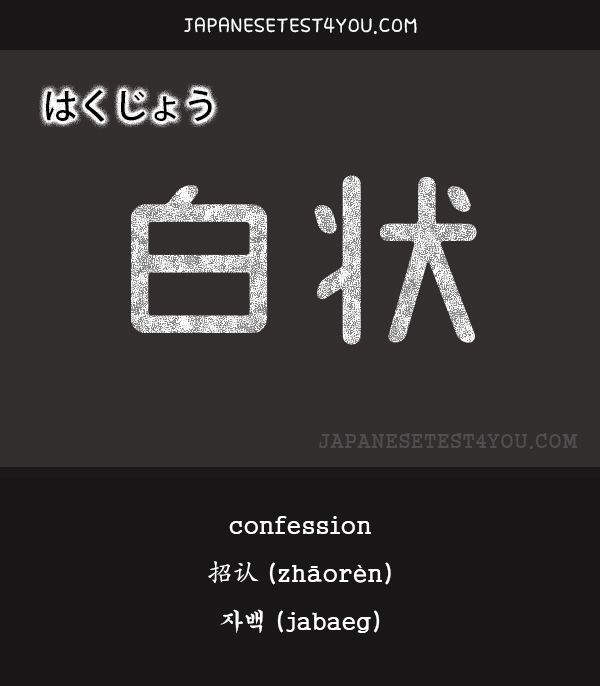 JAPANESETEST4YOU.COM
はくじょう
白状
JAPANESETEST4YOU.COM
confession
招认 (zhāorèn)
자백 (jabaeg)